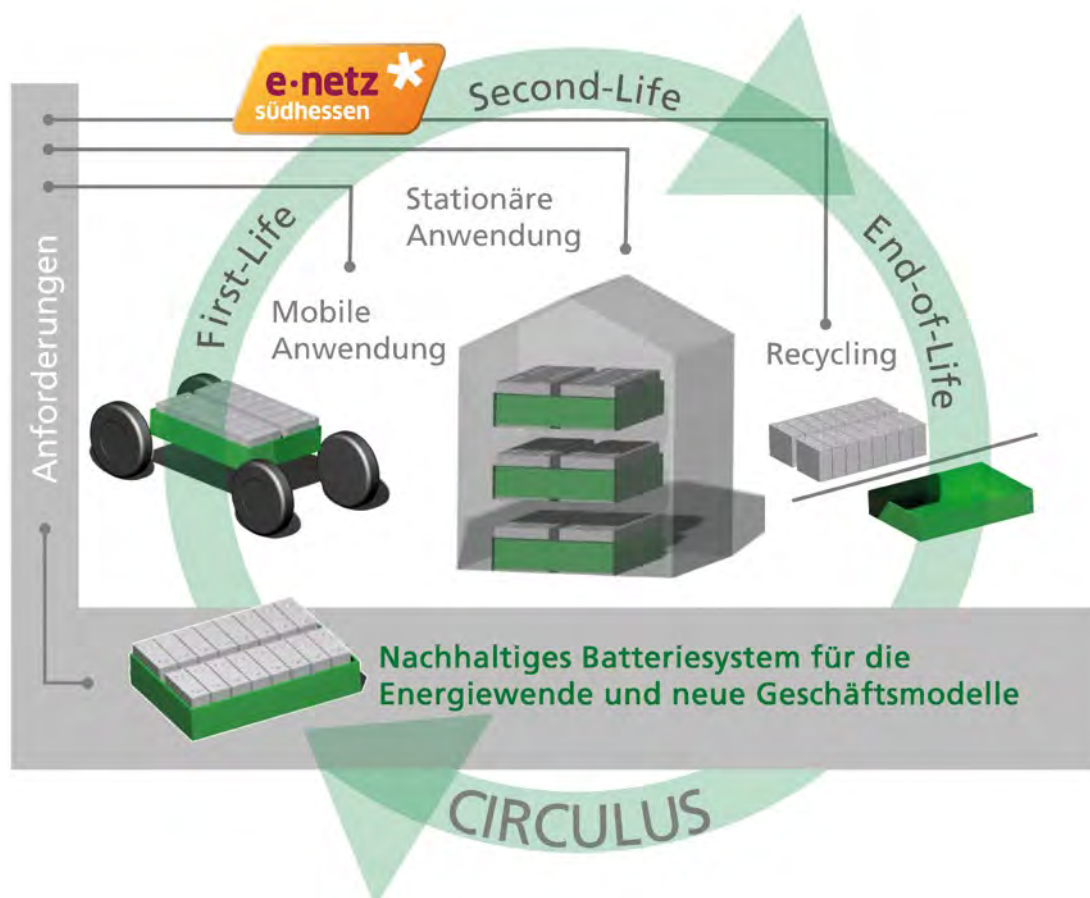 e·netz*
südhessen
Second-Life
Stationäre
Anwendung
First-Life
Mobile
Anwendung
End-of-Life
Recycling
Anforderungen
Nachhaltiges Batteriesystem für die
Energiewende und neue Geschäftsmodelle
CIRCULUS